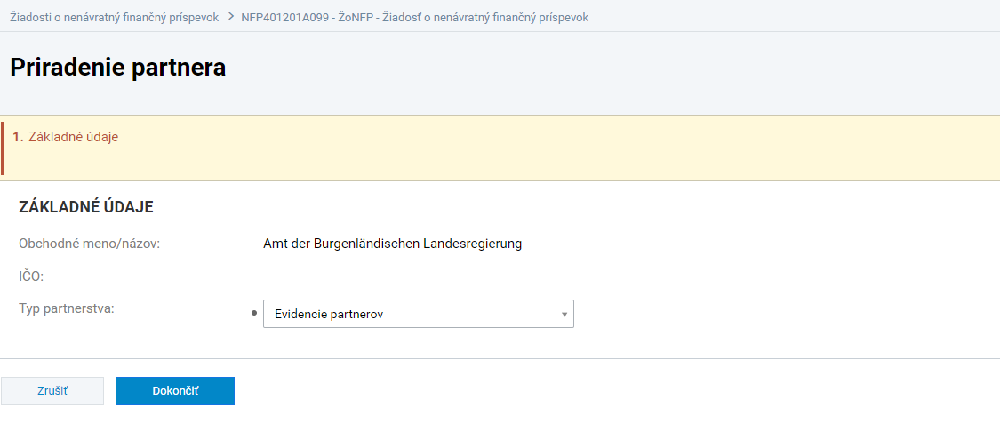 Žiadosti o nenávratný finančný príspevok > NFP401201A099 - ŽoNFP - Žiadosť o nenávratný finančný príspevok
Priradenie partnera
1. Základné údaje
ZÁKLADNÉ ÚDAJE
Obchodné meno/názov: Amt der Burgenländischen Landesregierung
IČO:
Typ partnerstva: Evidencie partnerov
Zrušiť Dokončiť